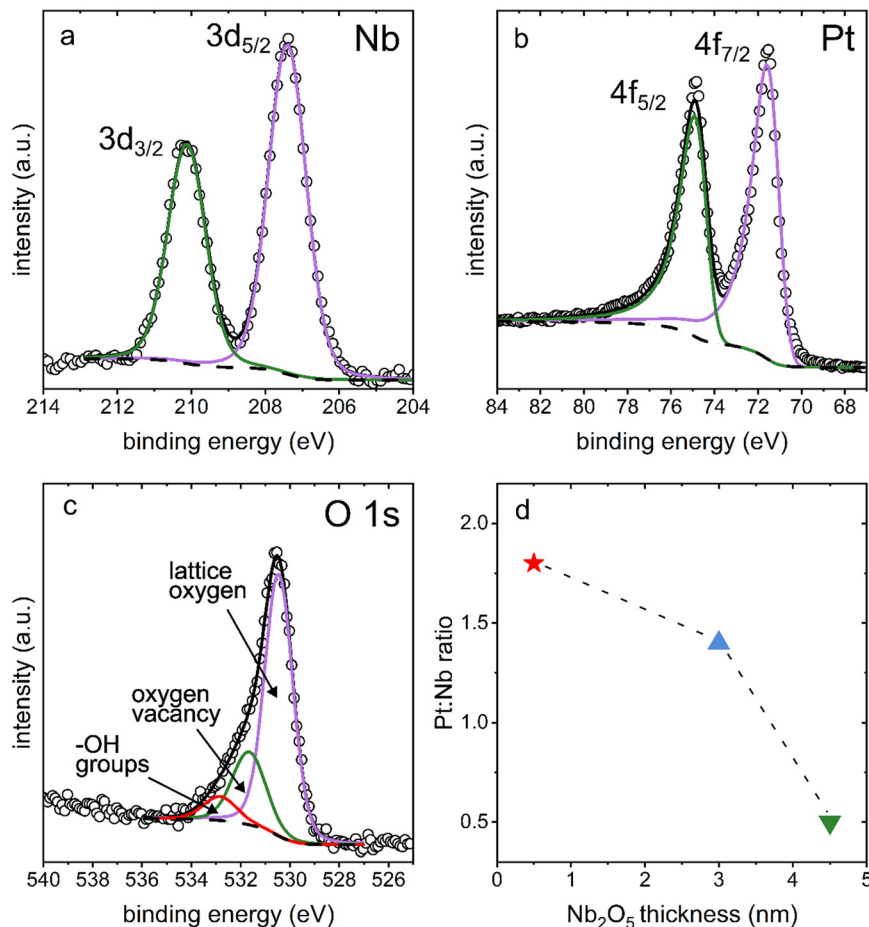 a
Nb
3d5/2
3d3/2
intensity (a.u.)
214 212 210 208 206 204
binding energy (eV)
b
Pt
4f7/2
4f5/2
intensity (a.u.)
84 82 80 78 76 74 72 70 68
binding energy (eV)
c
O 1s
lattice
oxygen
oxygen
vacancy
-OH
groups
intensity (a.u.)
540 538 536 534 532 530 528 526
binding energy (eV)
d
2.0
1.5
1.0
0.5
Pt:Nb ratio
0 1 2 3 4 5
Nb2O5 thickness (nm)